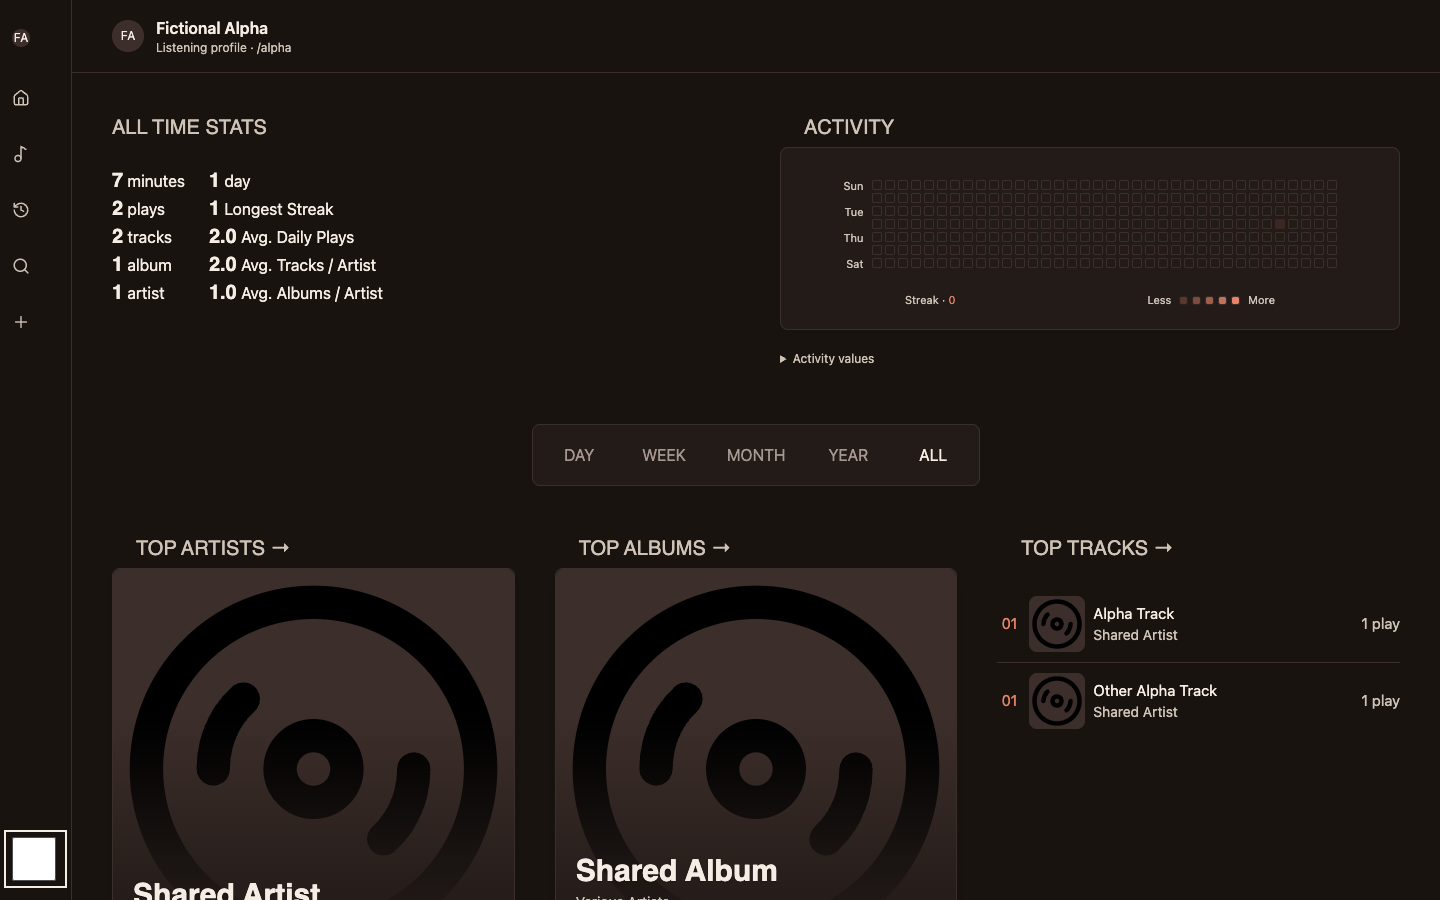 FA
FA
Fictional Alpha
Listening profile · /alpha
ALL TIME STATS
7 minutes
1 day
2 plays
1 Longest Streak
2 tracks
2.0 Avg. Daily Plays
1 album
2.0 Avg. Tracks / Artist
1 artist
1.0 Avg. Albums / Artist
ACTIVITY
Sun
Tue
Thu
Sat
Streak · 0
Less
More
Activity values
DAY
WEEK
MONTH
YEAR
ALL
TOP ARTISTS →
Shared Artist
TOP ALBUMS →
Shared Album
Various Artists
TOP TRACKS →
01
Alpha Track
Shared Artist
1 play
01
Other Alpha Track
Shared Artist
1 play